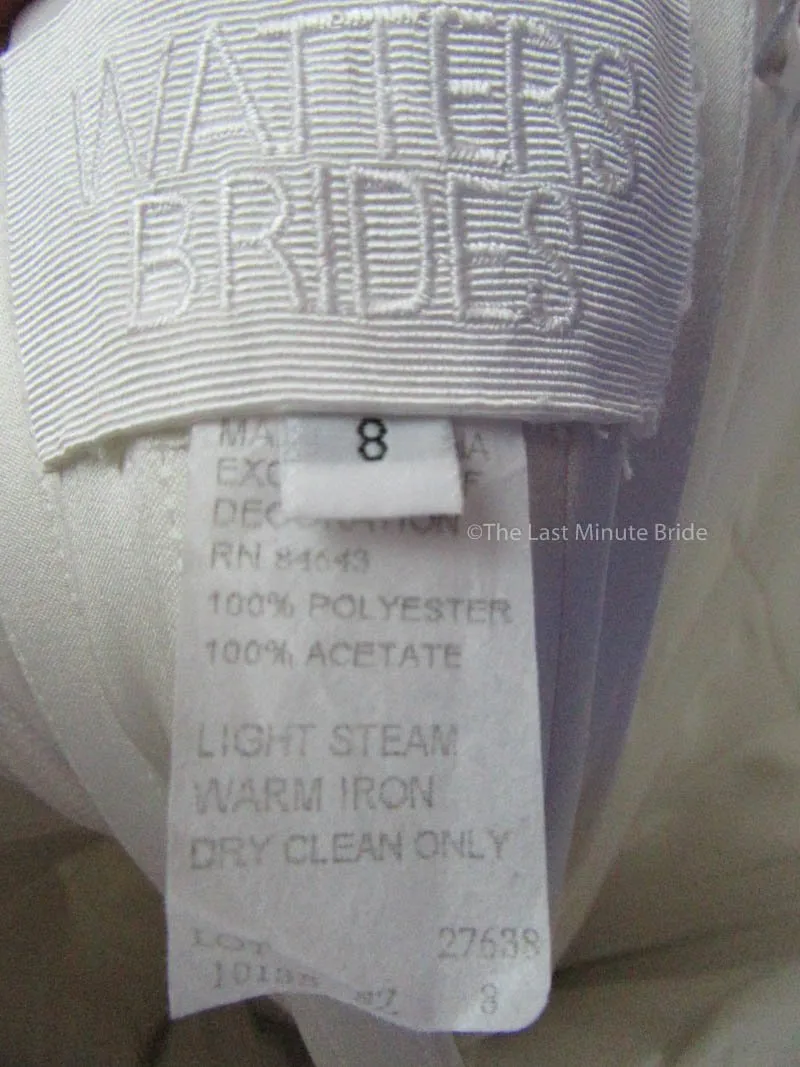 WATTERS
BRIDES
8
DECORATION
RN 84643
100% POLYESTER
100% ACETATE
LIGHT STEAM
WARM IRON
DRY CLEAN ONLY
LOT 27638
8
©The Last Minute Bride